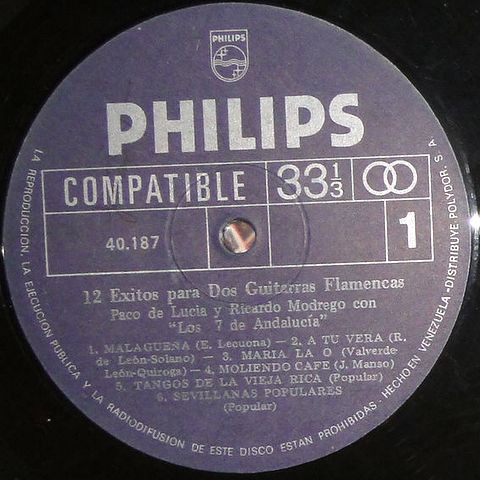 PHILIPS
PHILIPS
COMPATIBLE
33 1/3
40.187
1
12 Exitos para Dos Guitarras Flamencas
Paco de Lucia y Ricardo Modrego con
"Los 7 de Andalucía"
1. MALAGUEÑA (E. Lecuona) — 2. A TU VERA (R.
de León-Solano) — 3. MARIA LA O (Valverde-
León-Quiroga) — 4. MOLIENDO CAFE (J. Manso)
5. TANGOS DE LA VIEJA RICA (Popular)
6. SEVILLANAS POPULARES
(Popular)
LA REPRODUCCION, LA EJECUCION PUBLICA Y LA RADIODIFUSION DE ESTE DISCO ESTAN PROHIBIDAS - HECHO EN VENEZUELA - DISTRIBUYE POLYDOR, S. A.